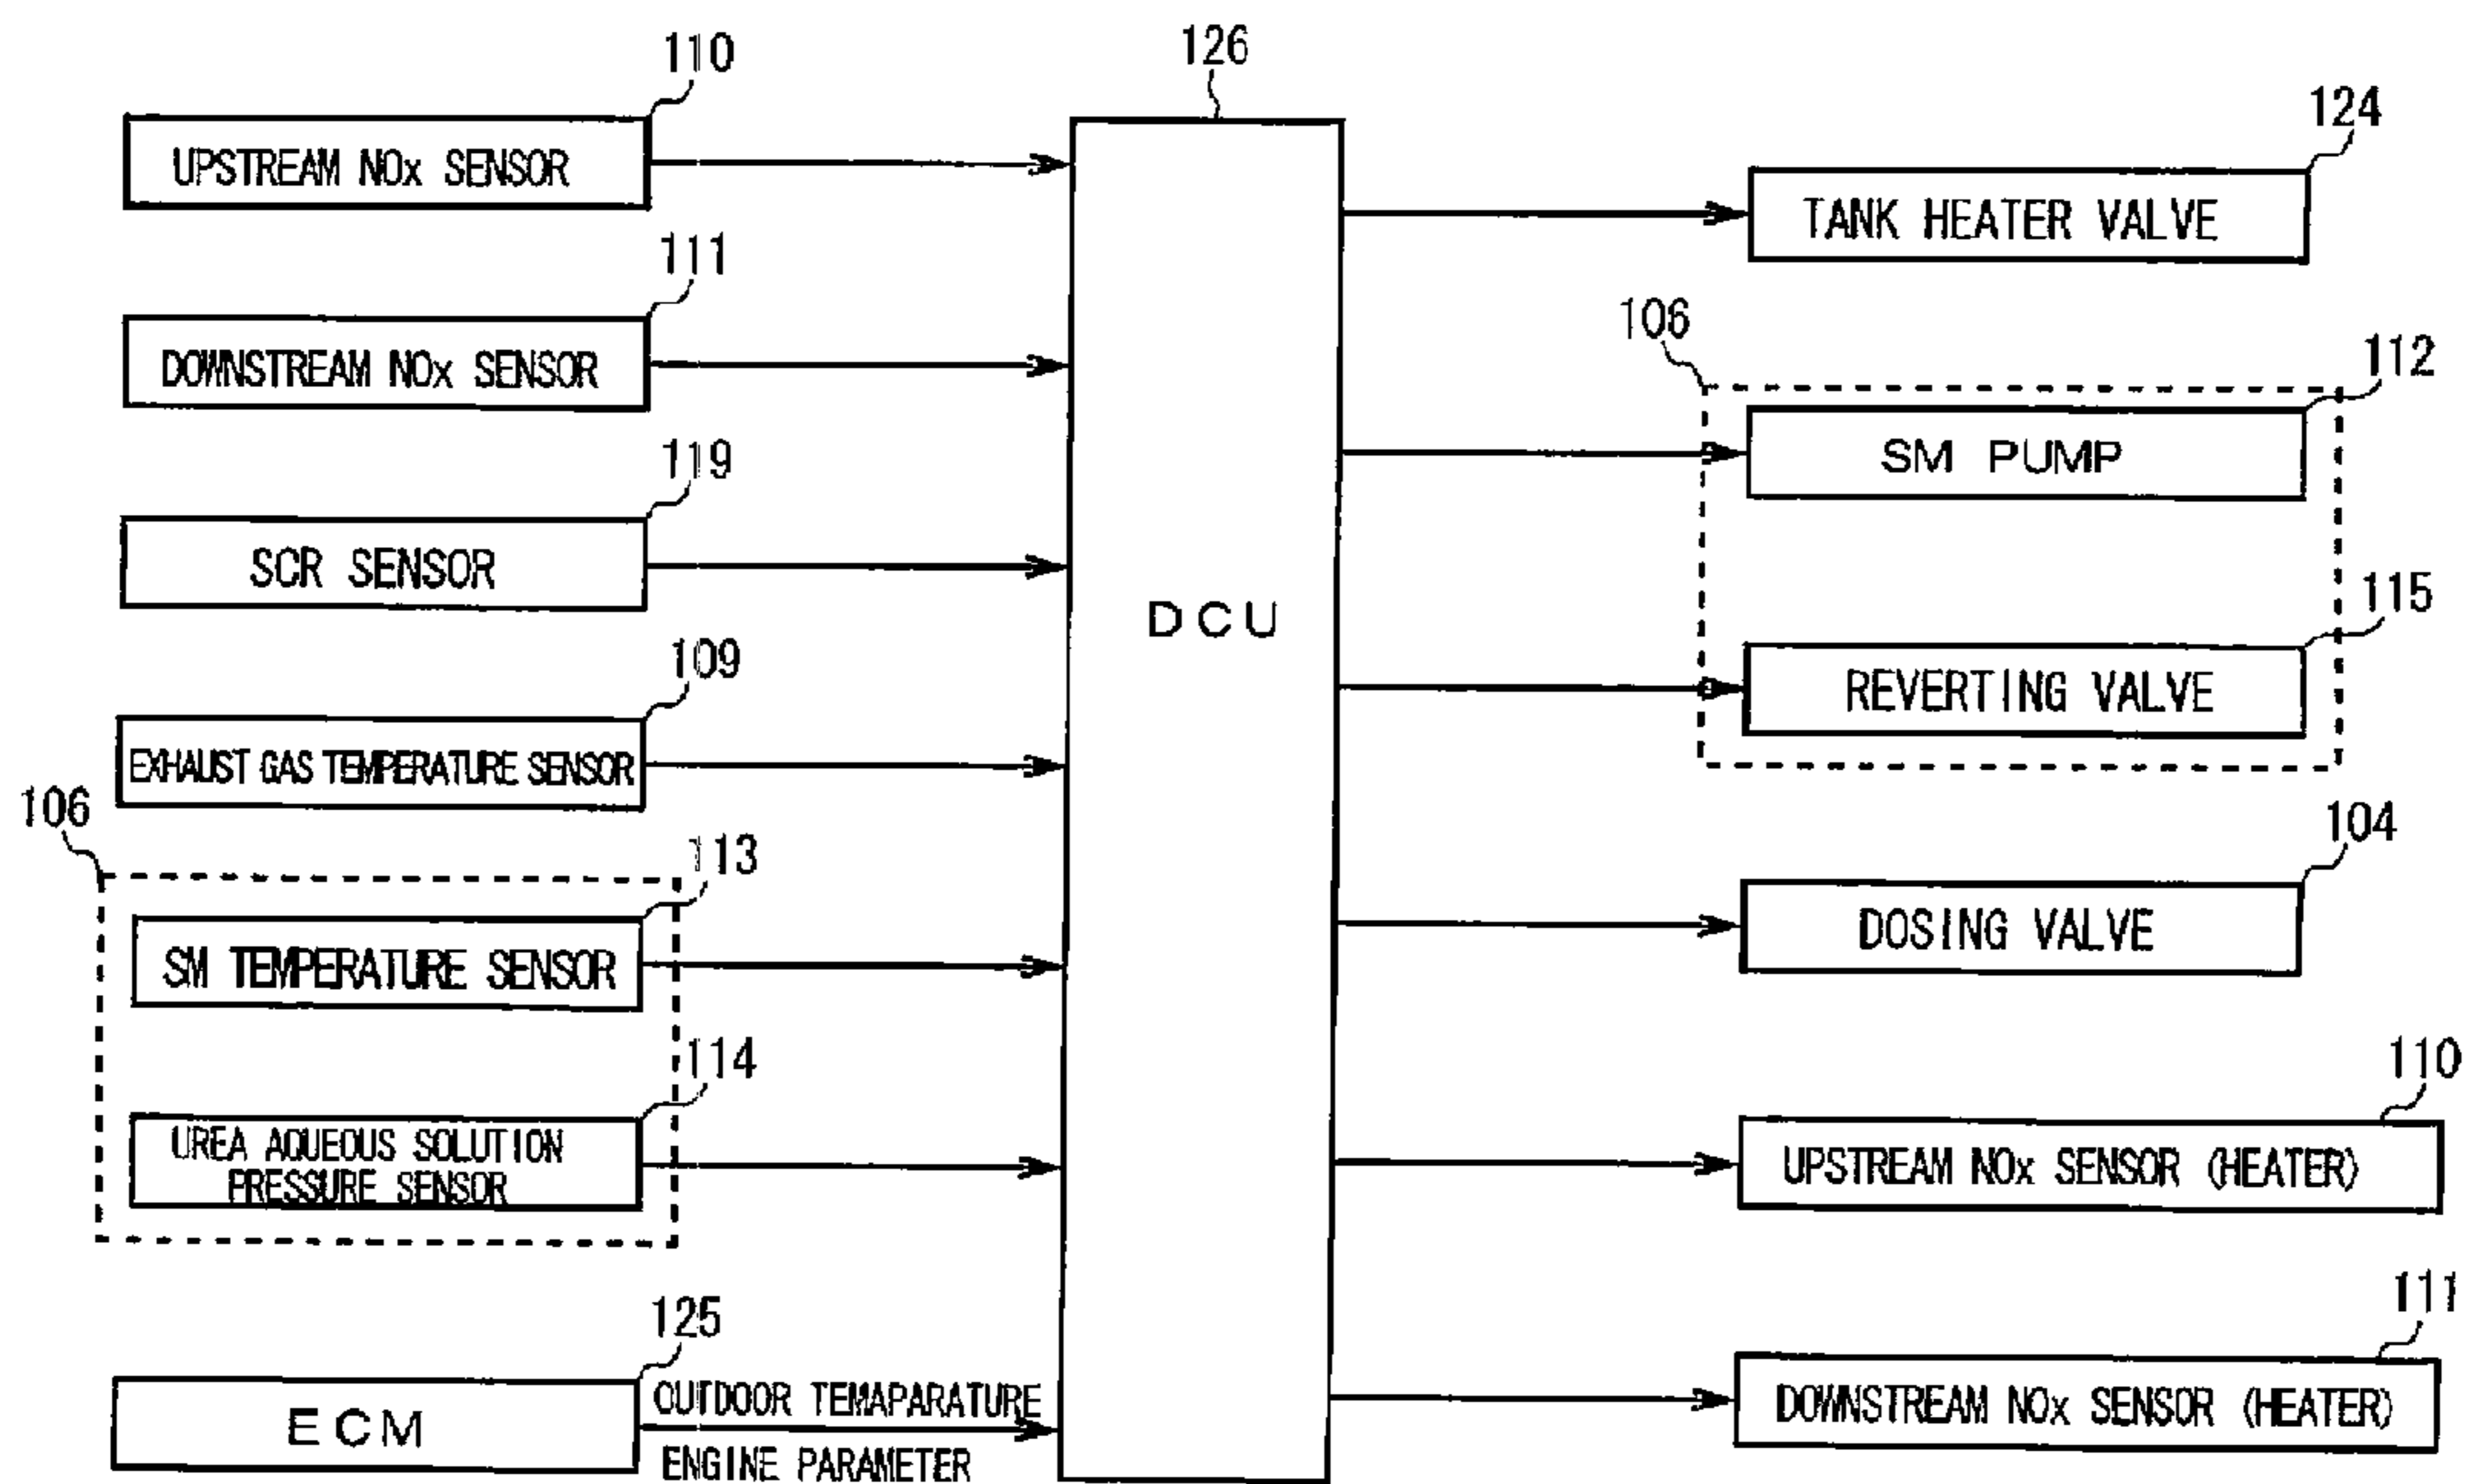 110
UPSTREAM NOx SENSOR
111
DOWNSTREAM NOx SENSOR
119
SCR SENSOR
109
EXHAUST GAS TEMPERATURE SENSOR
106
113
SM TEMPERATURE SENSOR
114
UREA AQUEOUS SOLUTION
PRESSURE SENSOR
125
ECM
OUTDOOR TEMAPARATURE
ENGINE PARAMETER
126
DCU
124
TANK HEATER VALVE
106
112
SM PUMP
115
REVERTING VALVE
104
DOSING VALVE
110
UPSTREAM NOx SENSOR (HEATER)
111
DOWNSTREAM NOx SENSOR (HEATER)